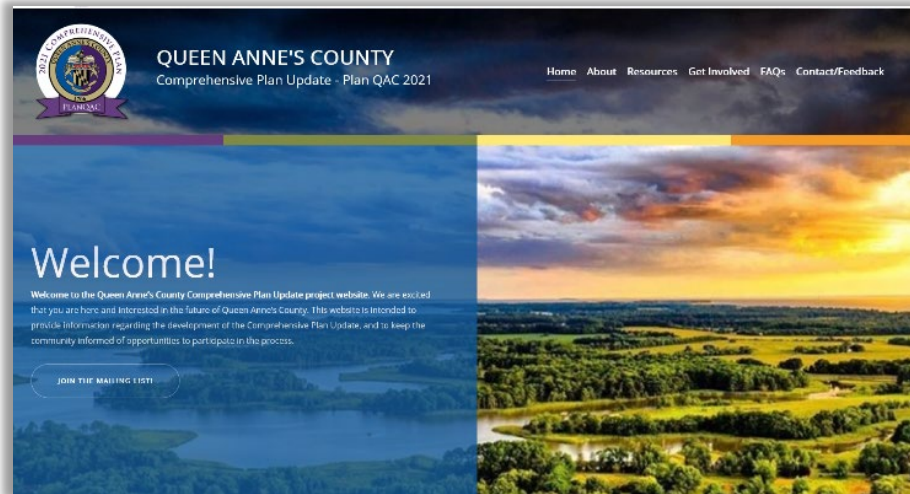 2021 COMPREHENSIVE PLAN
QUEEN ANNE'S COUNTY
PLANQAC
QUEEN ANNE'S COUNTY
Comprehensive Plan Update - Plan QAC 2021
Home About Resources Get Involved FAQs Contact/Feedback
Welcome!
Welcome to the Queen Anne's County Comprehensive Plan Update project website. We are excited
that you are here and interested in the future of Queen Anne's County. This website is intended to
provide information regarding the development of the Comprehensive Plan Update, and to keep the
community informed of opportunities to participate in the process.
JOIN THE MAILING LIST!